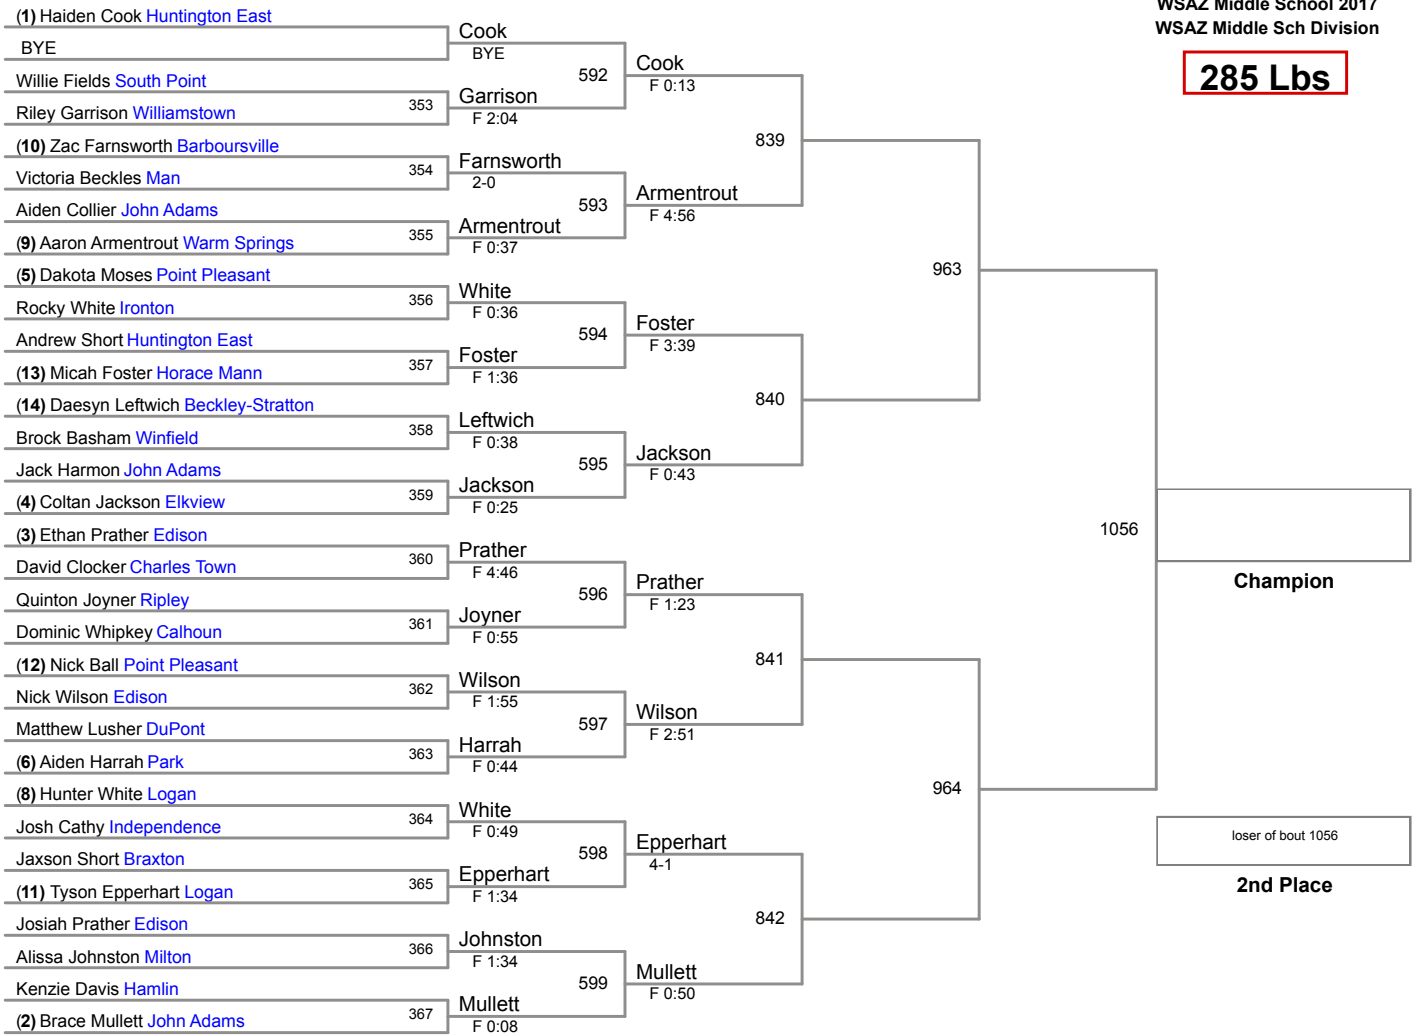 WSAZ Middle School 2017
WSAZ Middle Sch Division
285 Lbs
(1) Haiden Cook Huntington East
BYE
Willie Fields South Point
Riley Garrison Williamstown
(10) Zac Farnsworth Barboursville
Victoria Beckles Man
Aiden Collier John Adams
(9) Aaron Armentrout Warm Springs
(5) Dakota Moses Point Pleasant
Rocky White Ironton
Andrew Short Huntington East
(13) Micah Foster Horace Mann
(14) Daesyn Leftwich Beckley-Stratton
Brock Basham Winfield
Jack Harmon John Adams
(4) Coltan Jackson Elkview
(3) Ethan Prather Edison
David Clocker Charles Town
Quinton Joyner Ripley
Dominic Whipkey Calhoun
(12) Nick Ball Point Pleasant
Nick Wilson Edison
Matthew Lusher DuPont
(6) Aiden Harrah Park
(8) Hunter White Logan
Josh Cathy Independence
Jaxson Short Braxton
(11) Tyson Epperhart Logan
Josiah Prather Edison
Alissa Johnston Milton
Kenzie Davis Hamlin
(2) Brace Mullett John Adams
353
354
355
356
357
358
359
360
361
362
363
364
365
366
367
Cook
BYE
Garrison
F 2:04
Farnsworth
2-0
Armentrout
F 0:37
White
F 0:36
Foster
F 1:36
Leftwich
F 0:38
Jackson
F 0:25
Prather
F 4:46
Joyner
F 0:55
Wilson
F 1:55
Harrah
F 0:44
White
F 0:49
Epperhart
F 1:34
Johnston
F 1:34
Mullett
F 0:08
592
593
594
595
596
597
598
599
Cook
F 0:13
Armentrout
F 4:56
Foster
F 3:39
Jackson
F 0:43
Prather
F 1:23
Wilson
F 2:51
Epperhart
4-1
Mullett
F 0:50
839
840
841
842
963
964
1056
Champion
loser of bout 1056
2nd Place